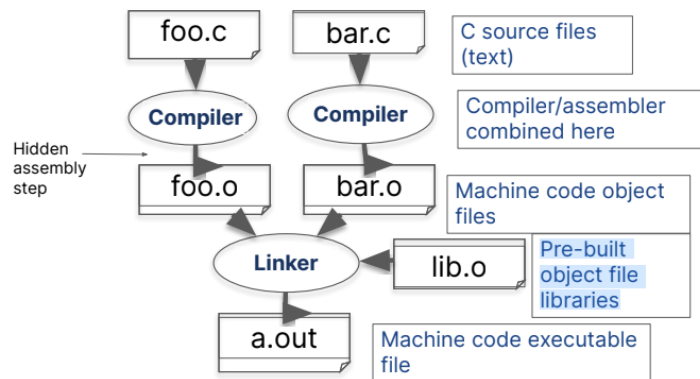 foo.c
bar.c
C source files
(text)
Compiler
Compiler
Compiler/assembler
combined here
Hidden
assembly
step
foo.o
bar.o
Machine code object
files
Linker
lib.o
Pre-built
object file
libraries
a.out
Machine code executable
file